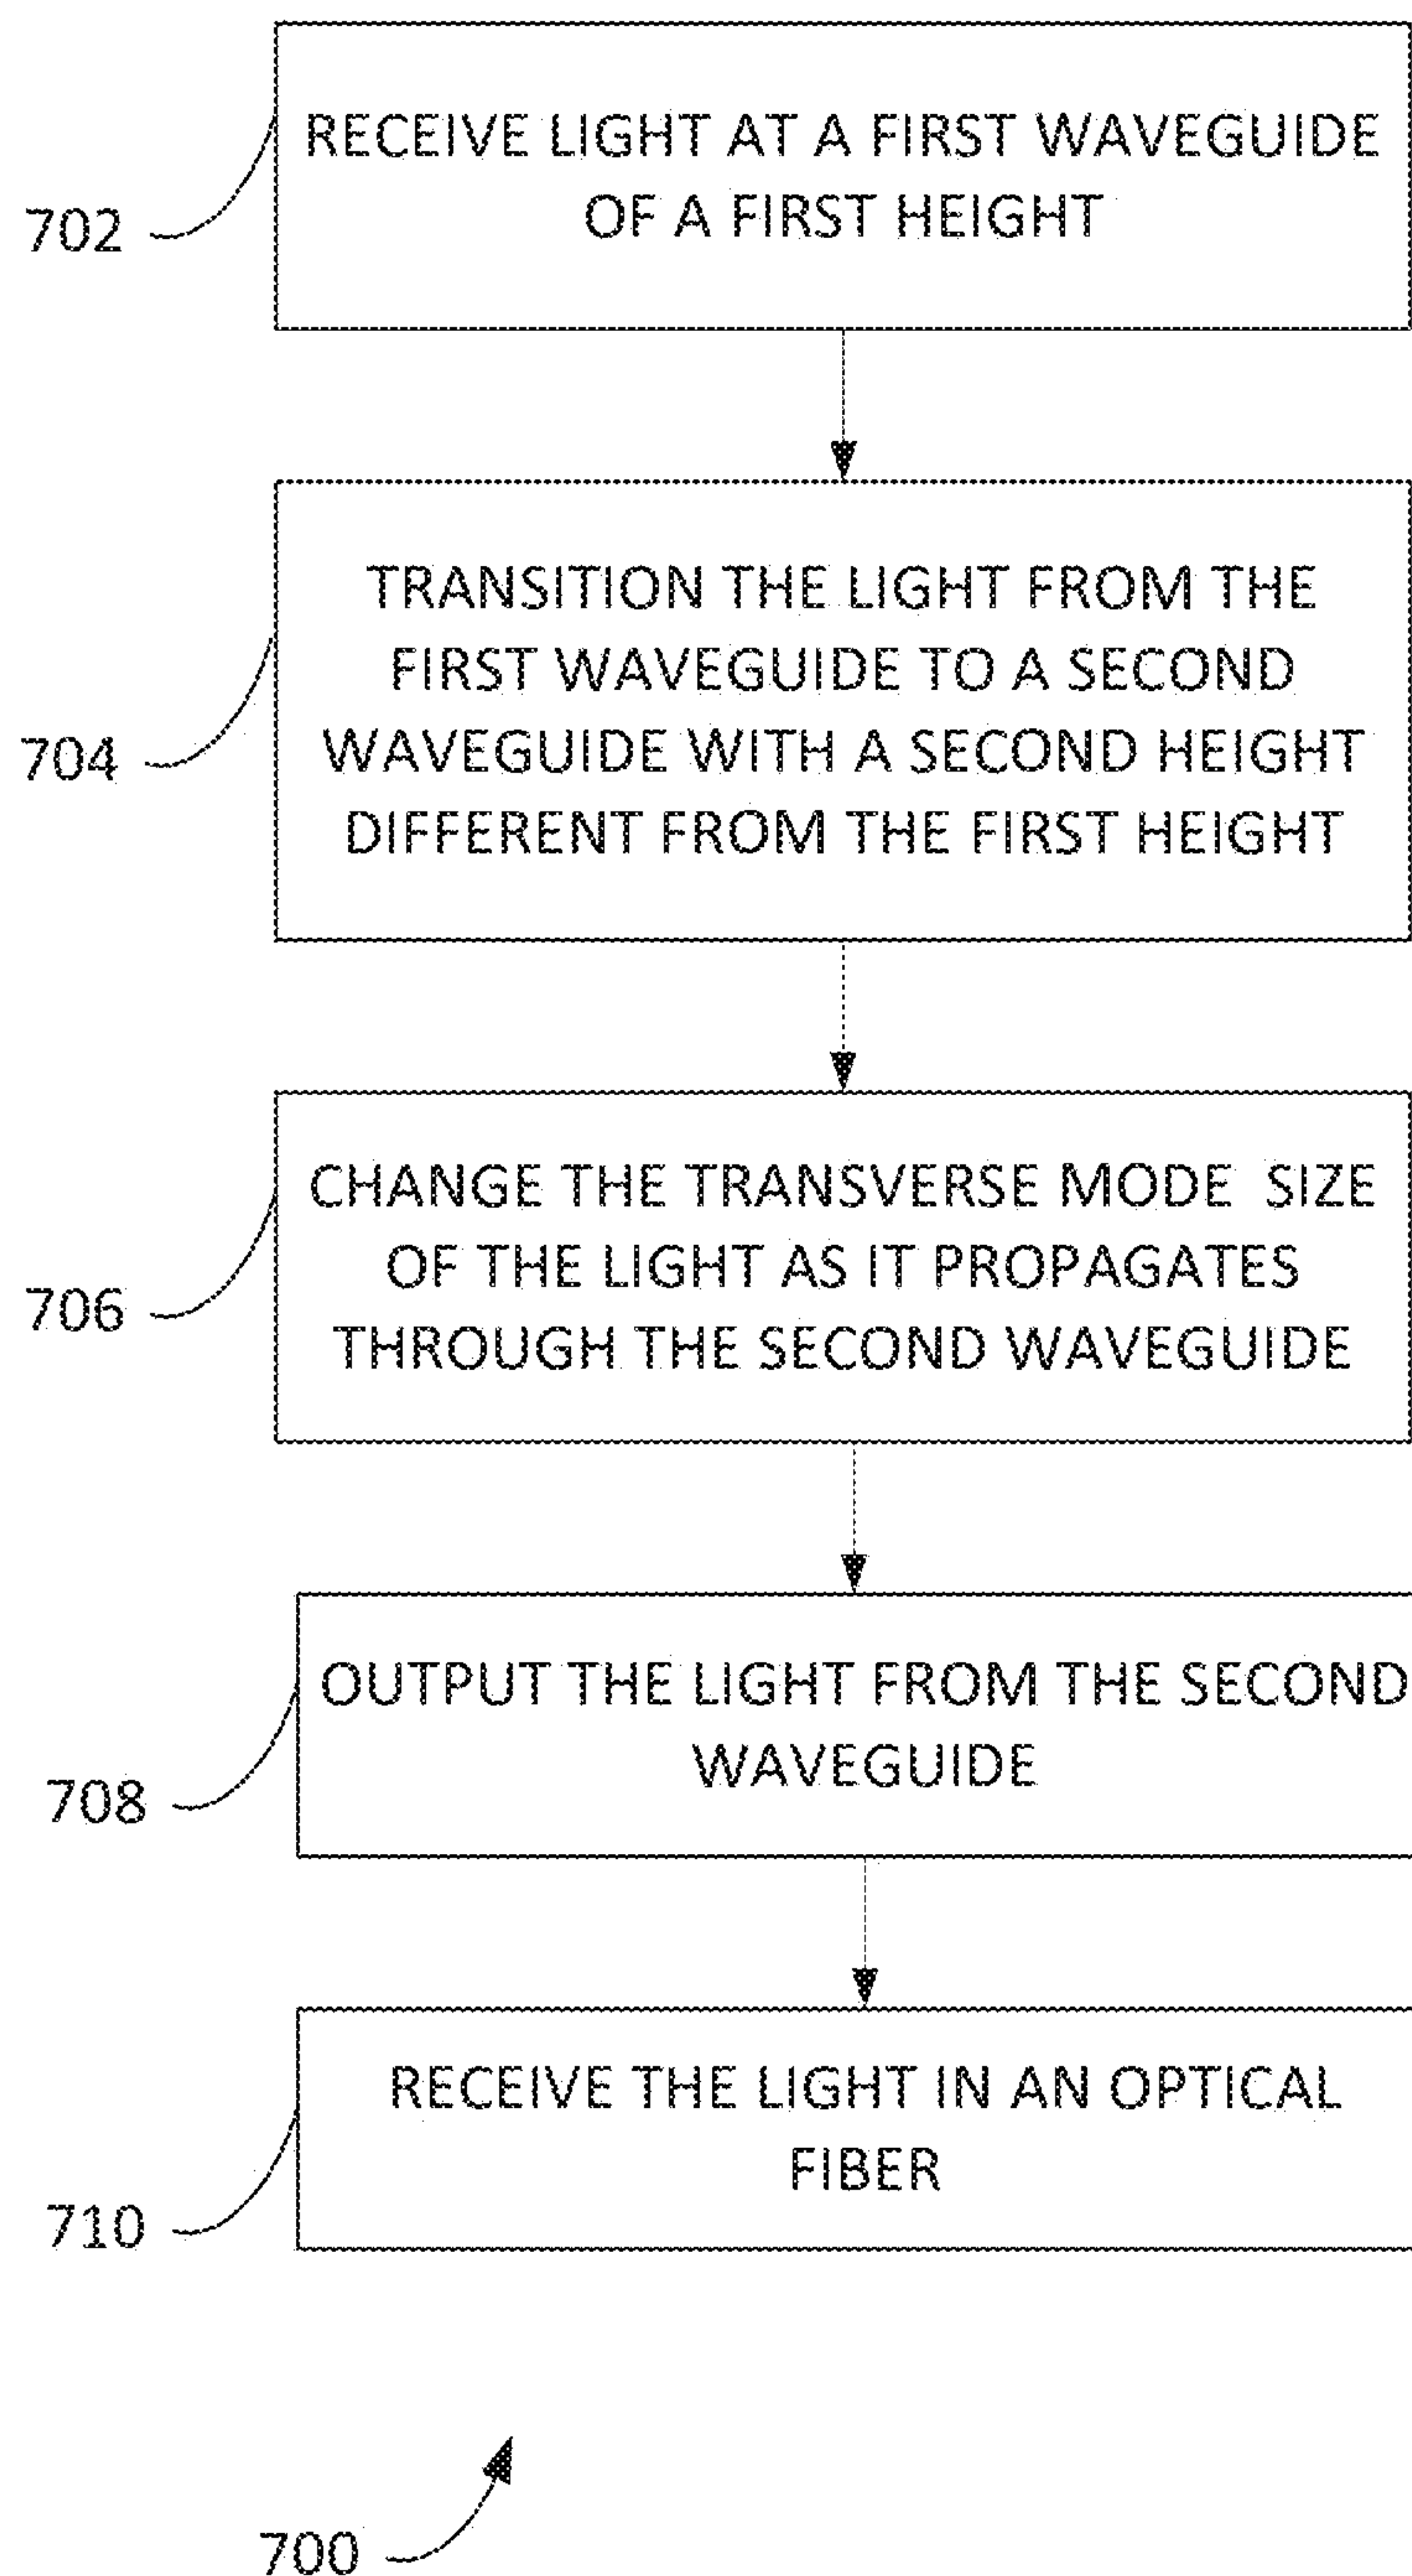 RECEIVE LIGHT AT A FIRST WAVEGUIDE
OF A FIRST HEIGHT
702
TRANSITION THE LIGHT FROM THE
FIRST WAVEGUIDE TO A SECOND
WAVEGUIDE WITH A SECOND HEIGHT
DIFFERENT FROM THE FIRST HEIGHT
704
CHANGE THE TRANSVERSE MODE SIZE
OF THE LIGHT AS IT PROPAGATES
THROUGH THE SECOND WAVEGUIDE
706
OUTPUT THE LIGHT FROM THE SECOND
WAVEGUIDE
708
RECEIVE THE LIGHT IN AN OPTICAL
FIBER
710
700